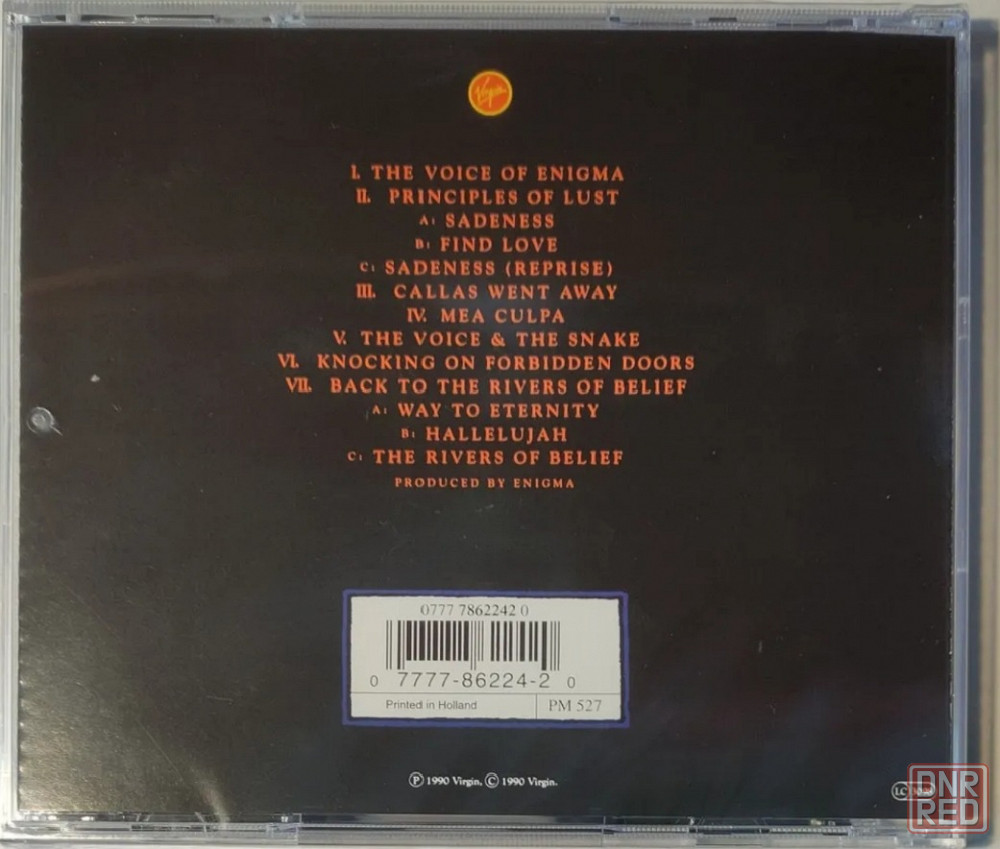 Virgin
I. THE VOICE OF ENIGMA
II. PRINCIPLES OF LUST
A: SADENESS
B: FIND LOVE
C: SADENESS (REPRISE)
III. CALLAS WENT AWAY
IV. MEA CULPA
V. THE VOICE & THE SNAKE
VI. KNOCKING ON FORBIDDEN DOORS
VII. BACK TO THE RIVERS OF BELIEF
A: WAY TO ETERNITY
B: HALLELUJAH
C: THE RIVERS OF BELIEF
PRODUCED BY ENIGMA
0777 7862242 0
0 7777-86224-2 0
Printed in Holland PM 527
Ⓟ 1990 Virgin, Ⓒ 1990 Virgin.
LC
DNR
RED